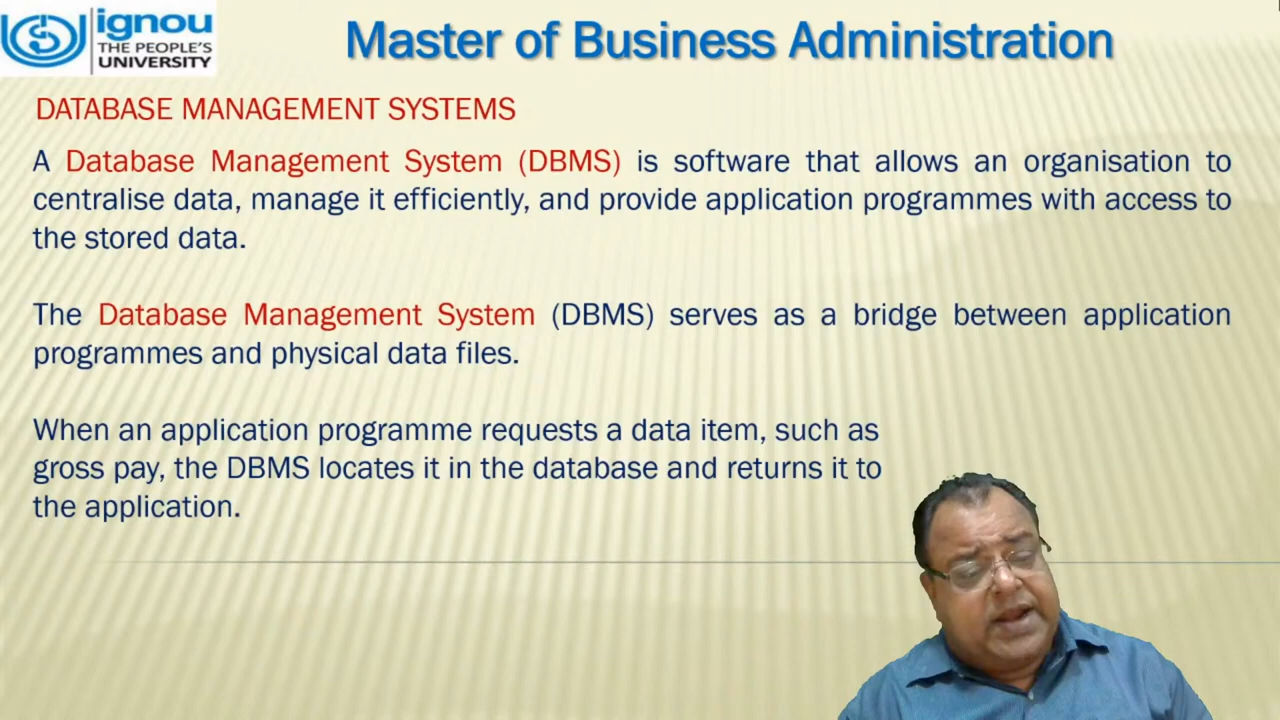 ignou
THE PEOPLE'S
UNIVERSITY
Master of Business Administration
DATABASE MANAGEMENT SYSTEMS
A Database Management System (DBMS) is software that allows an organisation to
centralise data, manage it efficiently, and provide application programmes with access to
the stored data.
The Database Management System (DBMS) serves as a bridge between application
programmes and physical data files.
When an application programme requests a data item, such as
gross pay, the DBMS locates it in the database and returns it to
the application.